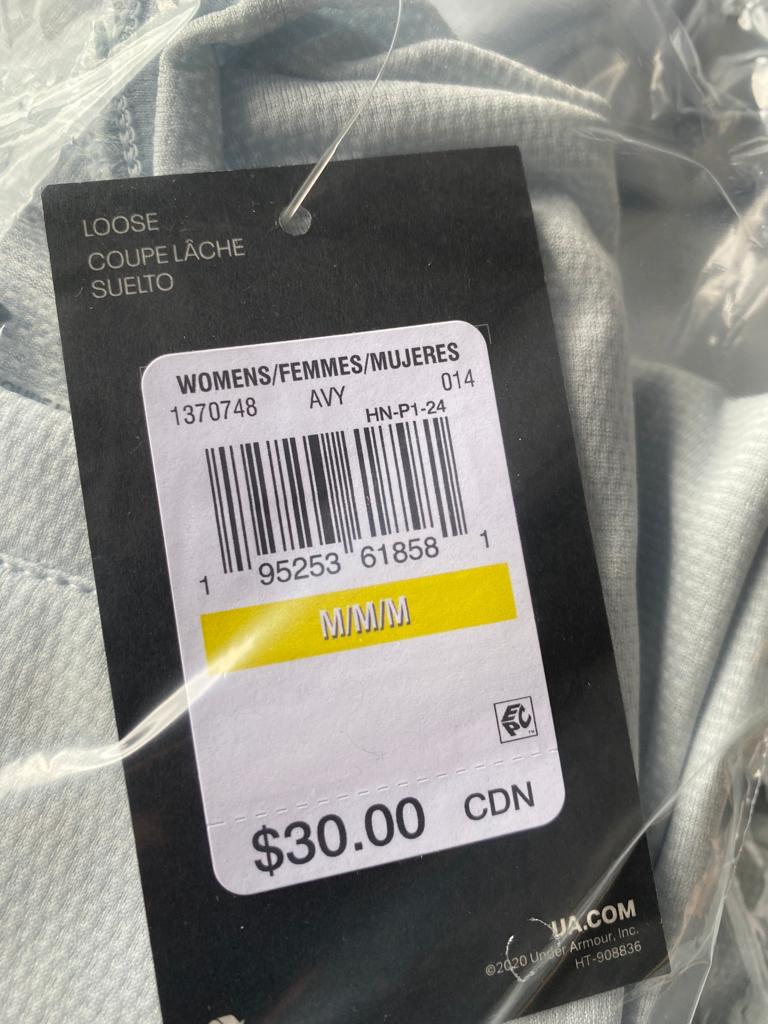 LOOSE
COUPE LÂCHE
SUELTO
WOMENS/FEMMES/MUJERES
1370748 AVY 014
HN-P1-24
1 95253 61858 1
M/M/M
EPC
$30.00 CDN
UA.COM
©2020 Under Armour, Inc.
HT-908836